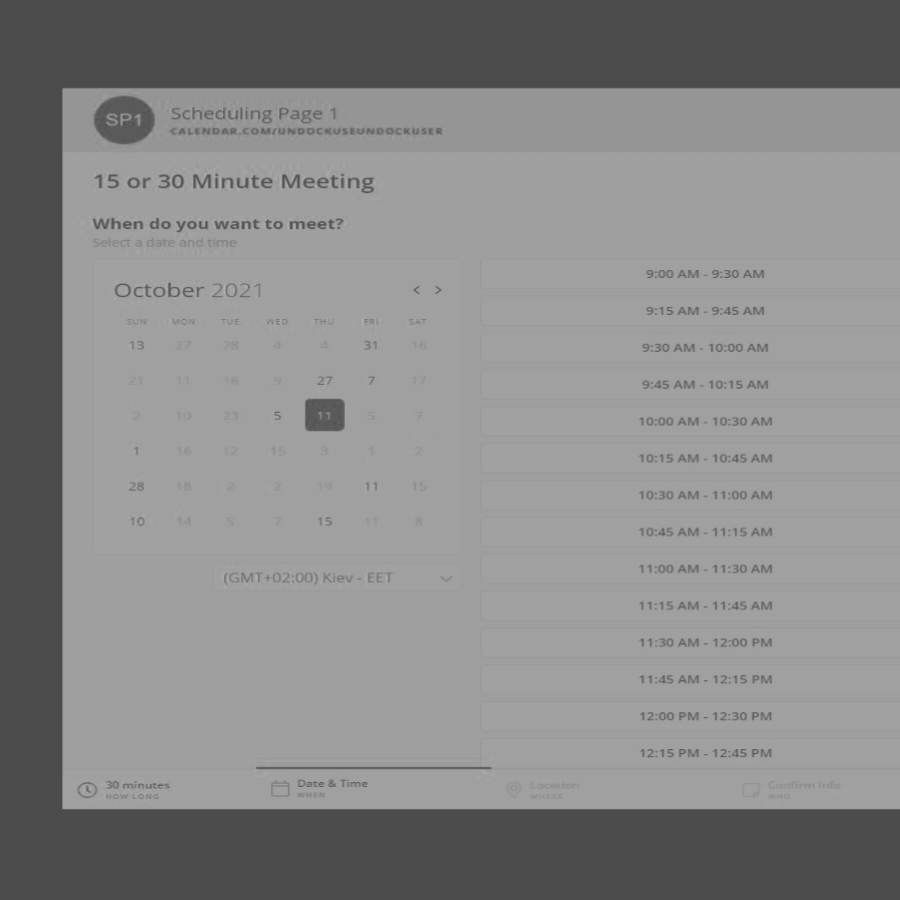 SP1
Scheduling Page 1
CALENDAR.COM/UNDOCKUSEUNDOCKUSER
15 or 30 Minute Meeting
When do you want to meet?
Select a date and time
October 2021
< >
SUN MON TUE WED THU FRI SAT
13 27 28 4 4 31 16
21 11 16 9 27 7 17
2 10 23 5 11 5 7
1 16 12 15 3 1 2
28 18 2 2 19 11 15
10 14 5 7 15 11 8
(GMT+02:00) Kiev - EET
9:00 AM - 9:30 AM
9:15 AM - 9:45 AM
9:30 AM - 10:00 AM
9:45 AM - 10:15 AM
10:00 AM - 10:30 AM
10:15 AM - 10:45 AM
10:30 AM - 11:00 AM
10:45 AM - 11:15 AM
11:00 AM - 11:30 AM
11:15 AM - 11:45 AM
11:30 AM - 12:00 PM
11:45 AM - 12:15 PM
12:00 PM - 12:30 PM
12:15 PM - 12:45 PM
30 minutes
HOW LONG
Date & Time
WHEN
Location
WHERE
Confirm Info
WHO